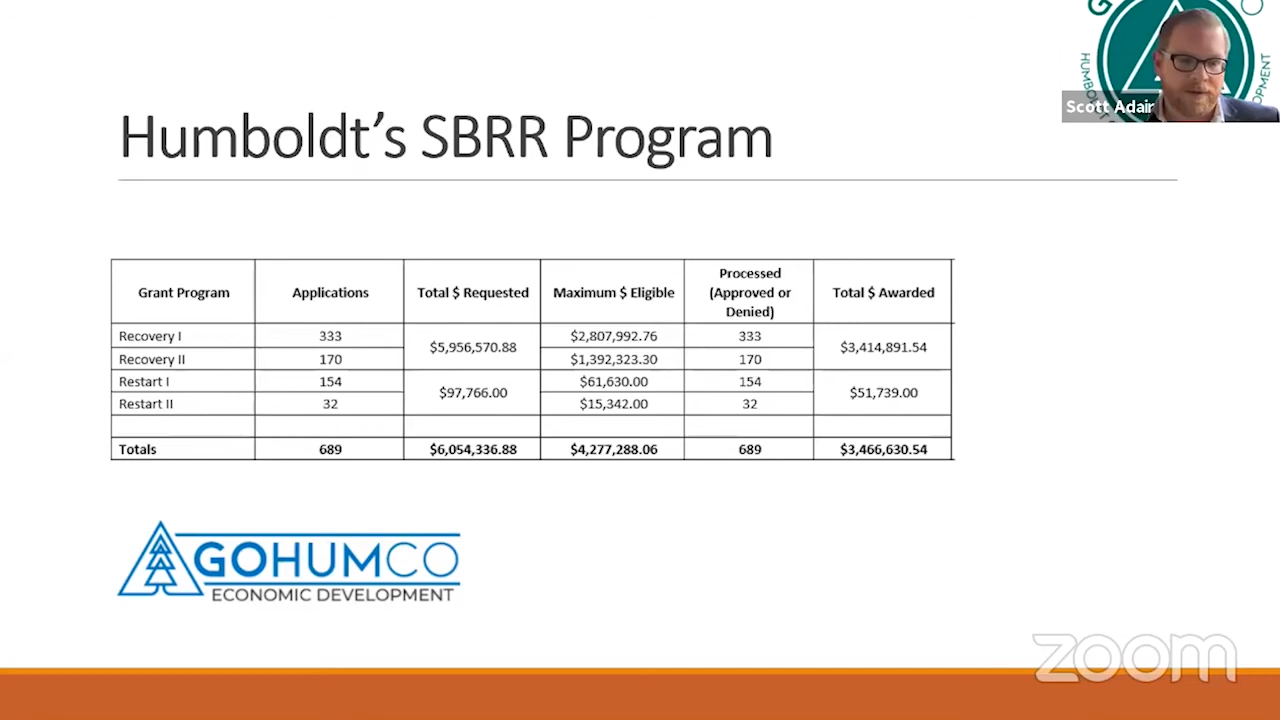 G
O
HUMBO
OPMENT
Scott Adair
Humboldt’s SBRR Program
Grant Program Applications Total $ Requested Maximum $ Eligible Processed (Approved or Denied) Total $ Awarded
Recovery I 333 $5,956,570.88 $2,807,992.76 333 $3,414,891.54
Recovery II 170 $1,392,323.30 170
Restart I 154 $97,766.00 $61,630.00 154 $51,739.00
Restart II 32 $15,342.00 32
Totals 689 $6,054,336.88 $4,277,288.06 689 $3,466,630.54
GOHUMCO
ECONOMIC DEVELOPMENT
zoom